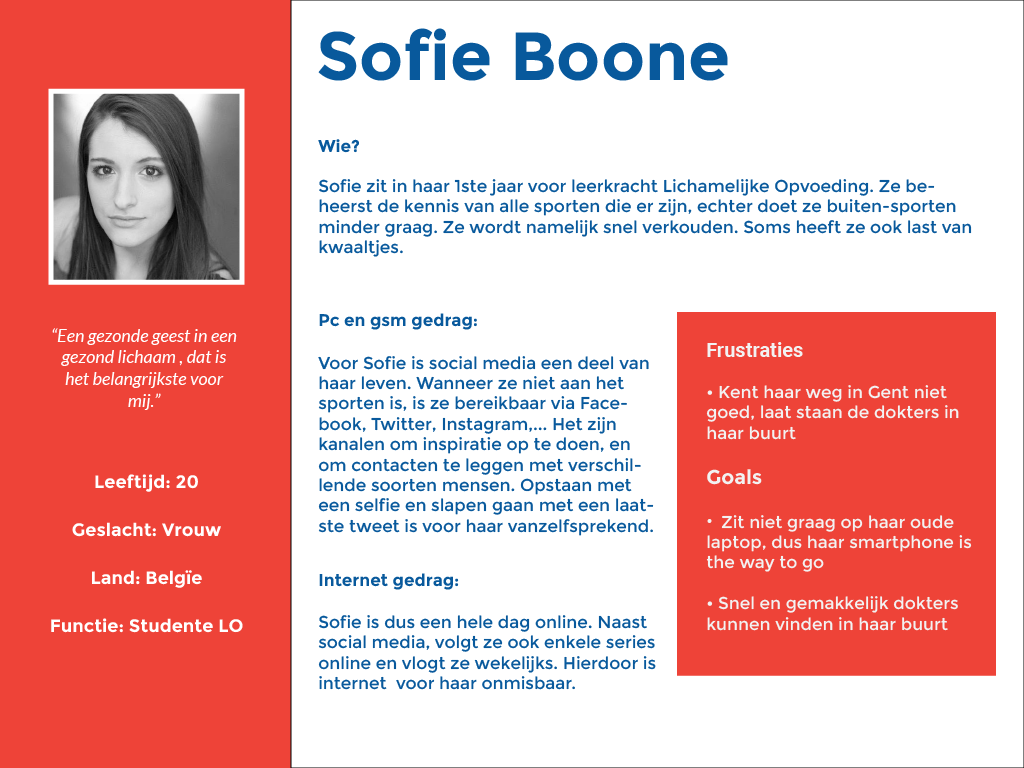 Sofie Boone
“Een gezonde geest in een
gezond lichaam , dat is
het belangrijkste voor
mij.”
Leeftijd: 20
Geslacht: Vrouw
Land: Belgïe
Functie: Studente LO
Wie?
Sofie zit in haar 1ste jaar voor leerkracht Lichamelijke Opvoeding. Ze be-
heerst de kennis van alle sporten die er zijn, echter doet ze buiten-sporten
minder graag. Ze wordt namelijk snel verkouden. Soms heeft ze ook last van
kwaaltjes.
Pc en gsm gedrag:
Voor Sofie is social media een deel van
haar leven. Wanneer ze niet aan het
sporten is, is ze bereikbaar via Face-
book, Twitter, Instagram,... Het zijn
kanalen om inspiratie op te doen, en
om contacten te leggen met verschil-
lende soorten mensen. Opstaan met
een selfie en slapen gaan met een laat-
ste tweet is voor haar vanzelfsprekend.
Internet gedrag:
Sofie is dus een hele dag online. Naast
social media, volgt ze ook enkele series
online en vlogt ze wekelijks. Hierdoor is
internet  voor haar onmisbaar.
Frustraties
• Kent haar weg in Gent niet
goed, laat staan de dokters in
haar buurt
Goals
•  Zit niet graag op haar oude
laptop, dus haar smartphone is
the way to go
• Snel en gemakkelijk dokters
kunnen vinden in haar buurt